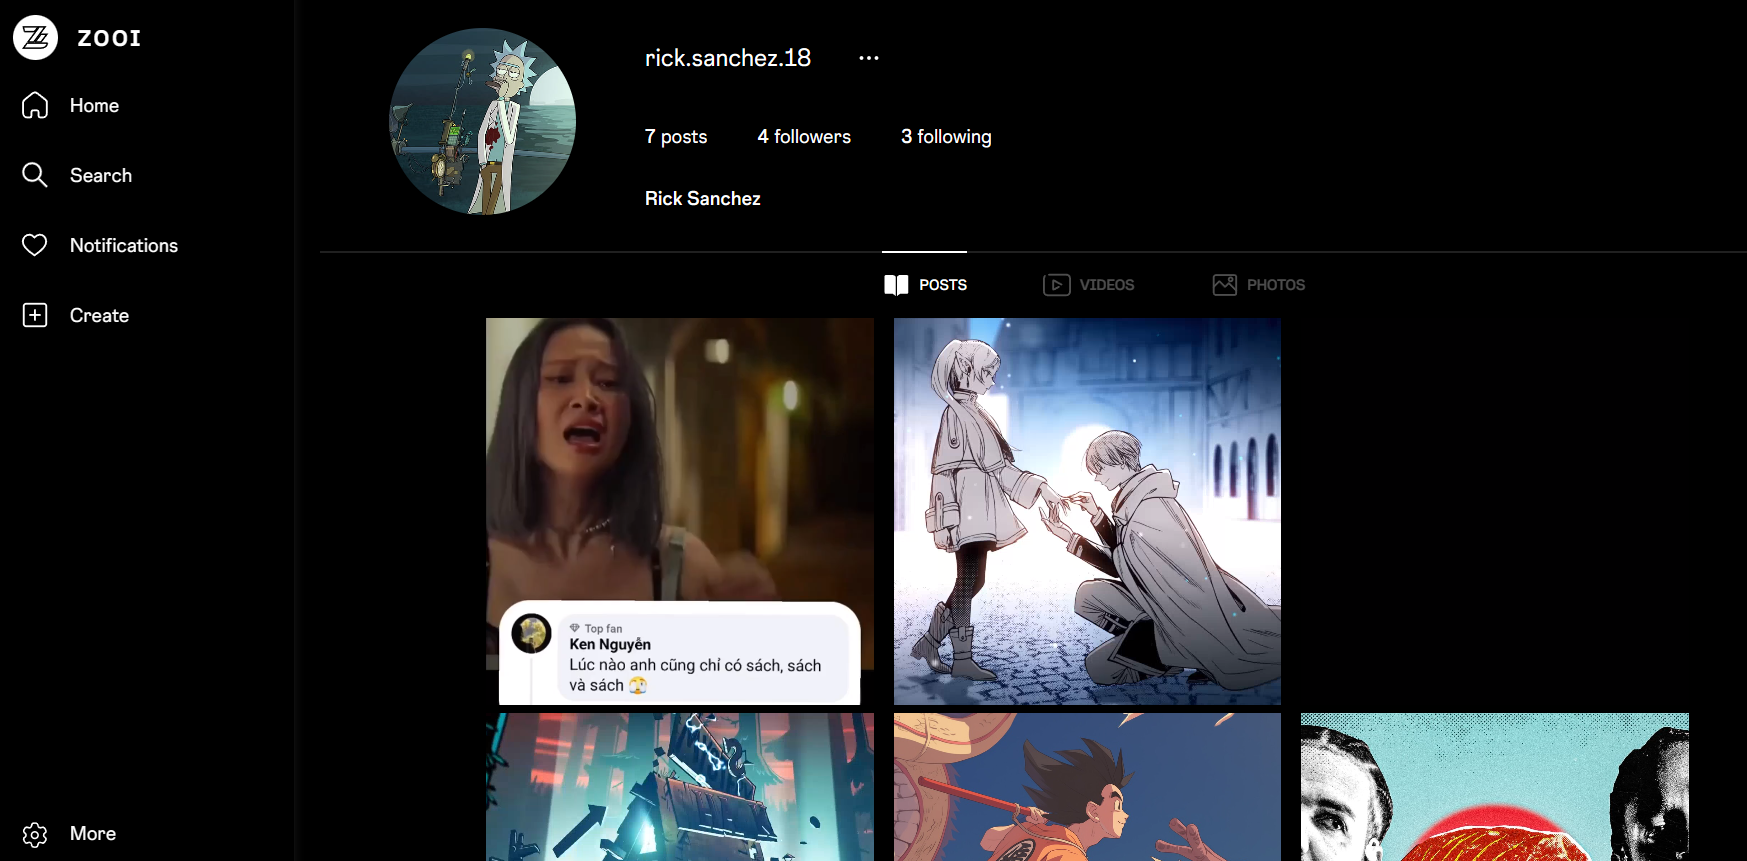 ZOOI
Home
Search
Notifications
Create
More
rick.sanchez.18
7 posts 4 followers 3 following
Rick Sanchez
POSTS VIDEOS PHOTOS
Top fan
Ken Nguyễn
Lúc nào anh cũng chỉ có sách, sách
và sách 🫣